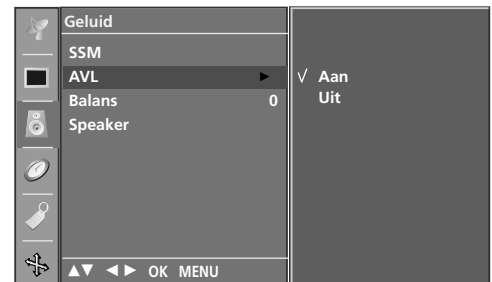 Geluid
SSM
AVL ►
Balans 0
Speaker
▲▼ ◄► OK MENU
√ Aan
Uit